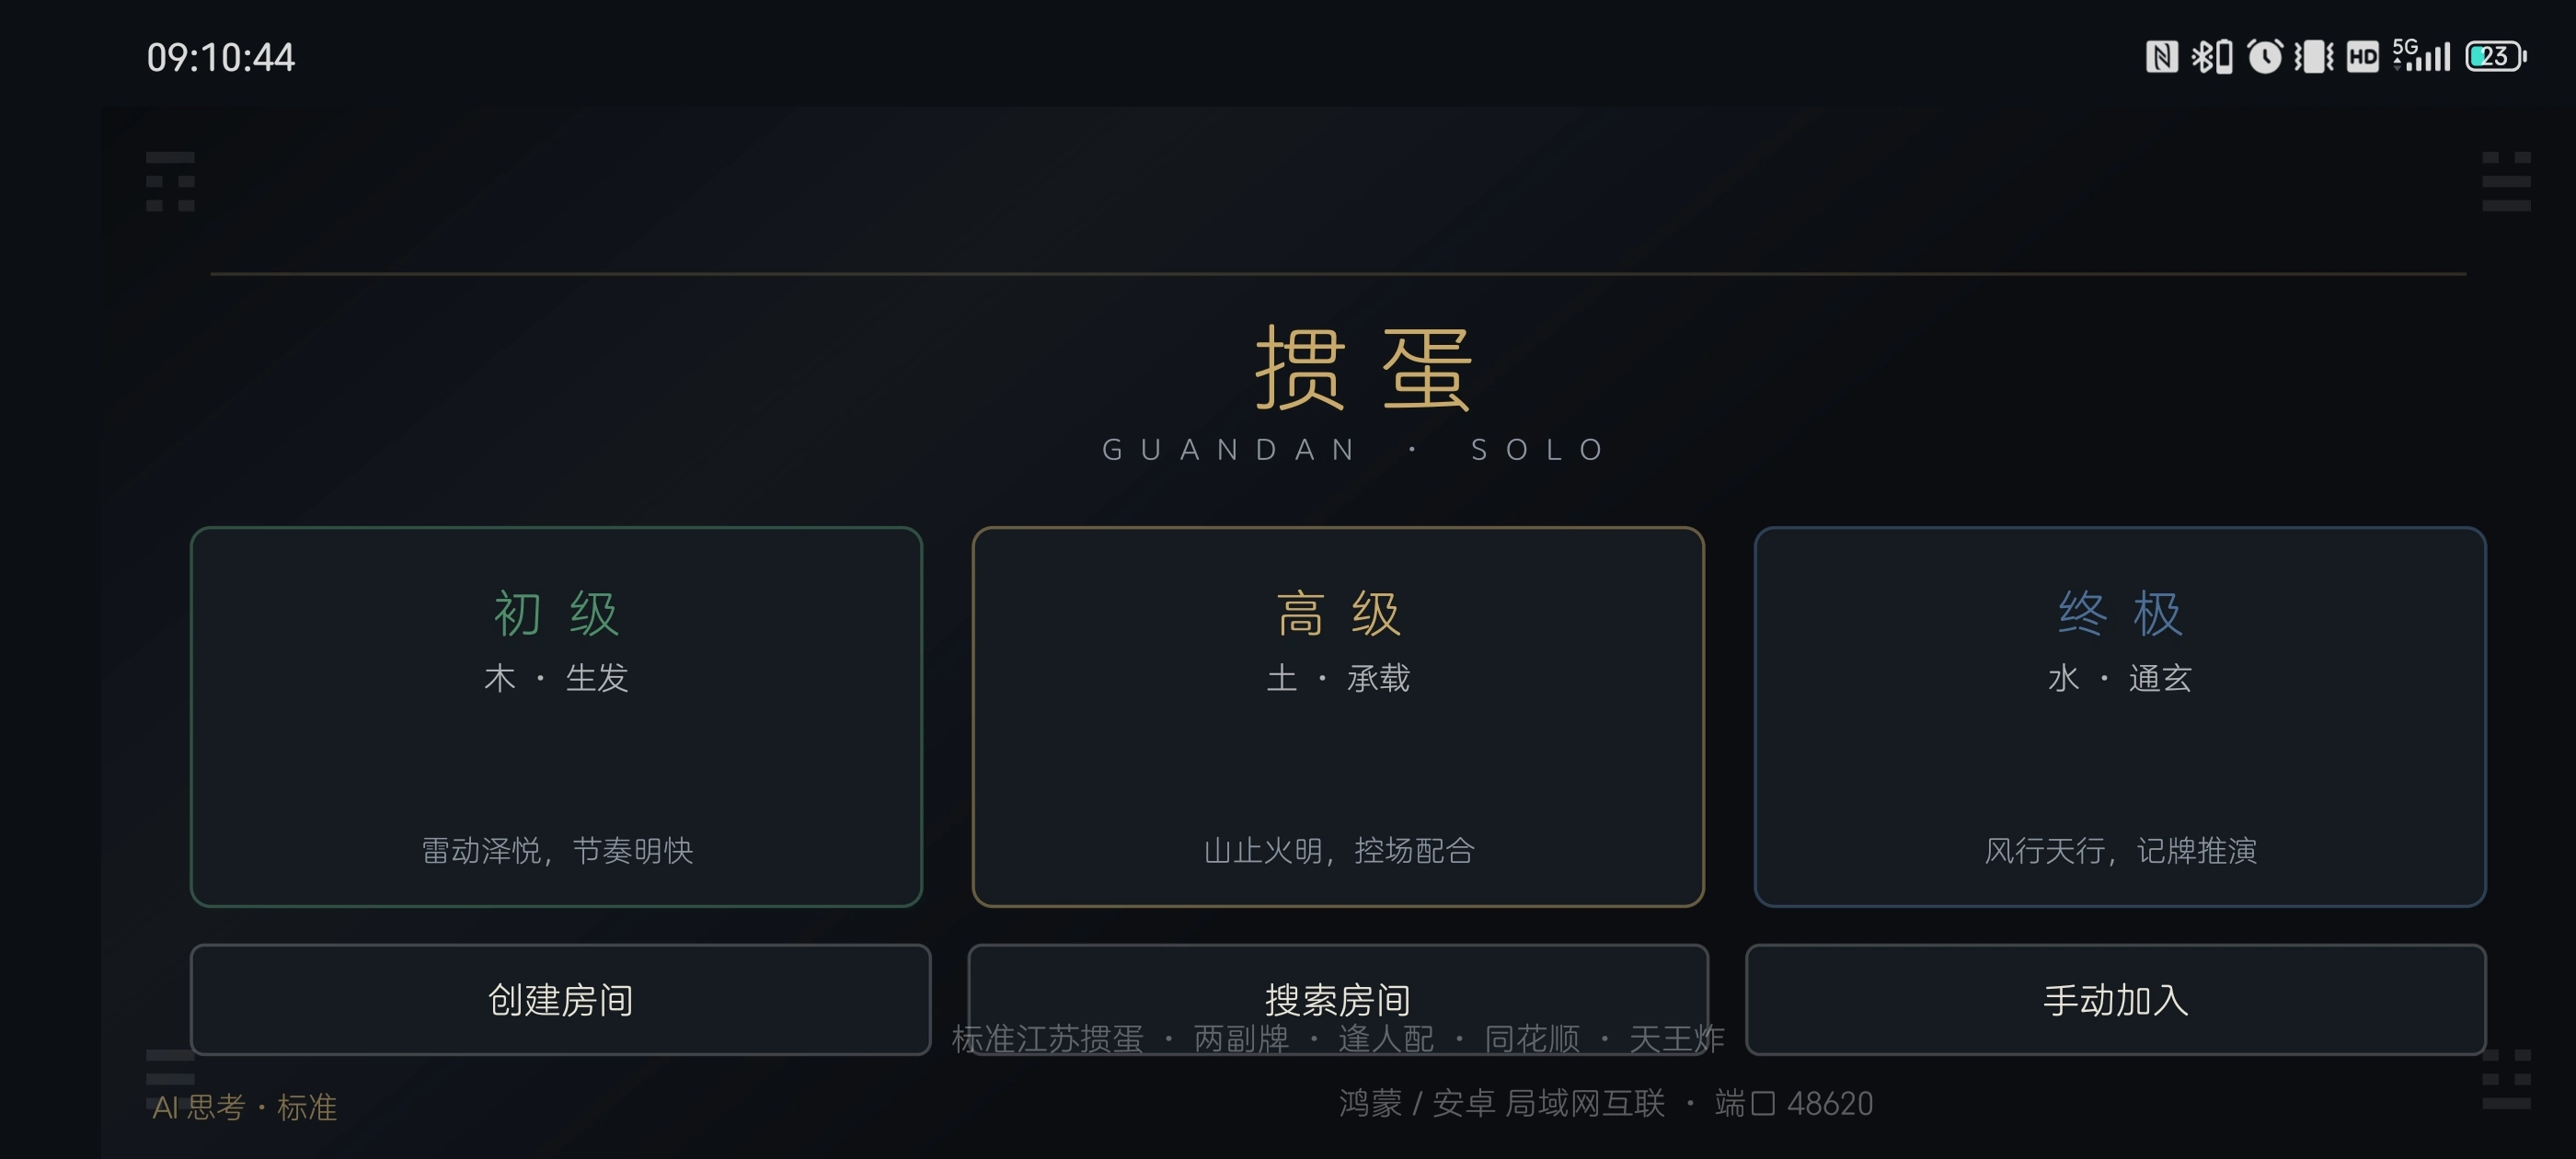 09:10:44
HD 5G 23
掼蛋
GUANDAN · SOLO
初级
木 · 生发
雷动泽悦，节奏明快
高级
土 · 承载
山止火明，控场配合
终极
水 · 通玄
风行天行，记牌推演
创建房间
搜索房间
手动加入
标准江苏掼蛋 · 两副牌 · 逢人配 · 同花顺 · 天王炸
AI 思考 · 标准
鸿蒙 / 安卓 局域网互联 · 端口 48620